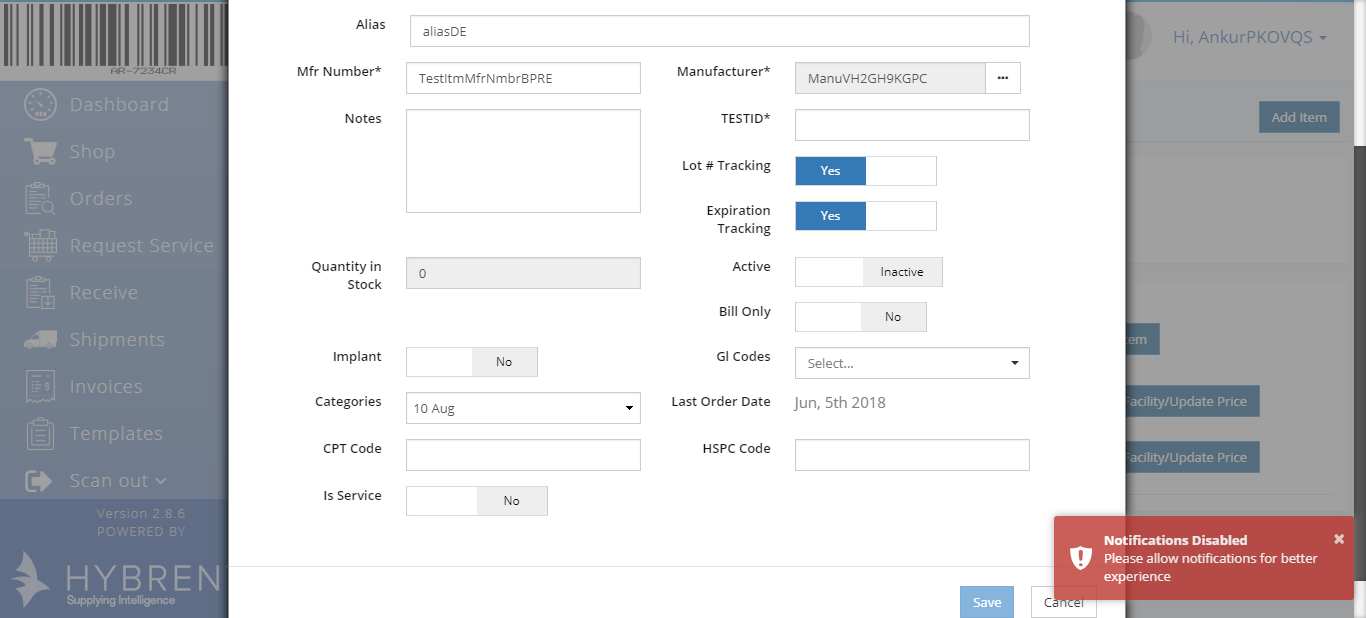 AR-7234CR
Dashboard
Shop
Orders
Request Service
Receive
Shipments
Invoices
Templates
Scan out
Version 2.8.6
POWERED BY
HYBREN
Supplying Intelligence
Alias
aliasDE
Mfr Number*
TestItmMfrNmbrBPRE
Manufacturer*
ManuVH2GH9KGPC
...
Notes
TESTID*
Lot # Tracking
Yes
Expiration
Tracking
Yes
Quantity in
Stock
0
Active
Inactive
Bill Only
No
Implant
No
Gl Codes
Select...
Categories
10 Aug
Last Order Date
Jun, 5th 2018
CPT Code
HSPC Code
Is Service
No
Save
Cancel
Hi, AnkurPKOVQS
Add Item
em
Facility/Update Price
Facility/Update Price
Notifications Disabled
Please allow notifications for better
experience